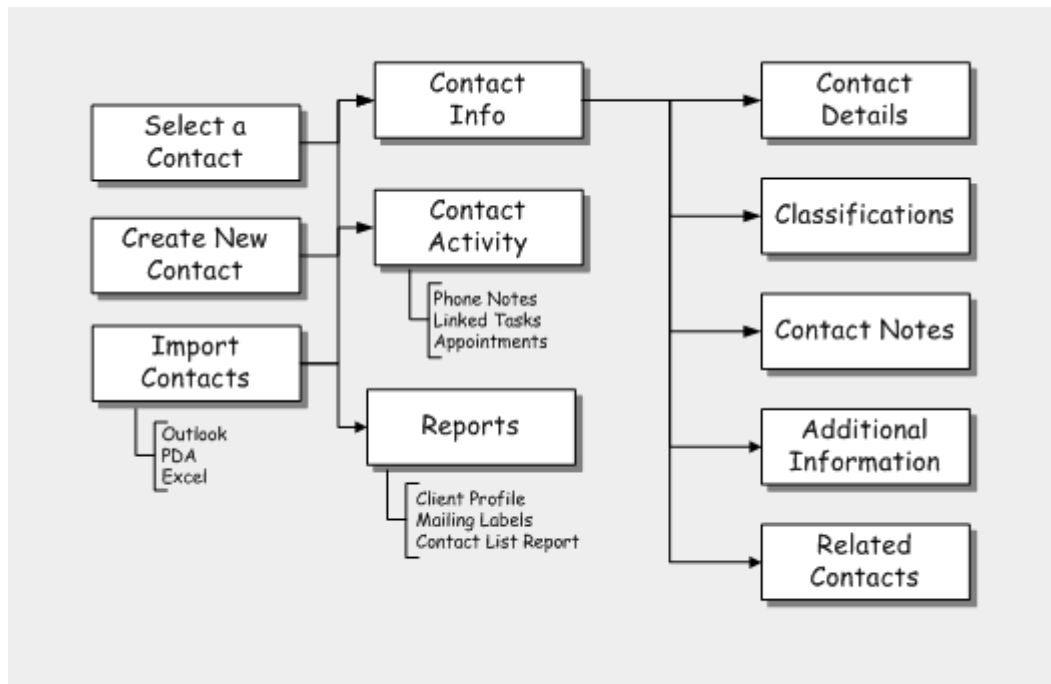 Select a
Contact
Create New
Contact
Import
Contacts
Outlook
PDA
Excel
Contact
Info
Contact
Activity
Phone Notes
Linked Tasks
Appointments
Reports
Client Profile
Mailing Labels
Contact List Report
Contact
Details
Classifications
Contact Notes
Additional
Information
Related
Contacts